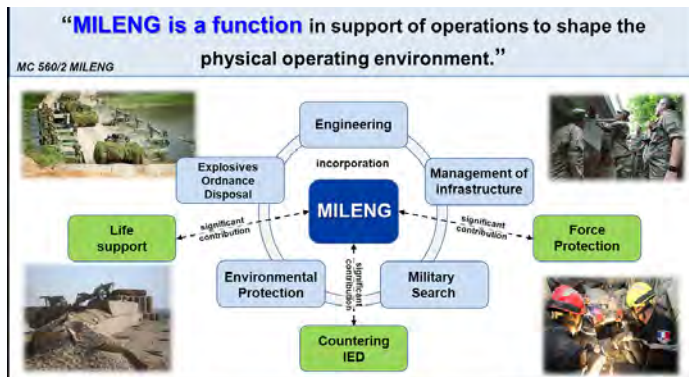 “MILENG is a function in support of operations to shape the
physical operating environment.”
MC 560/2 MILENG
Engineering
incorporation
Explosives
Ordnance
Disposal
Management of
infrastructure
MILENG
significant
contribution
significant
contribution
Life
support
Force
Protection
significant
contribution
Environmental
Protection
Military
Search
Countering
IED